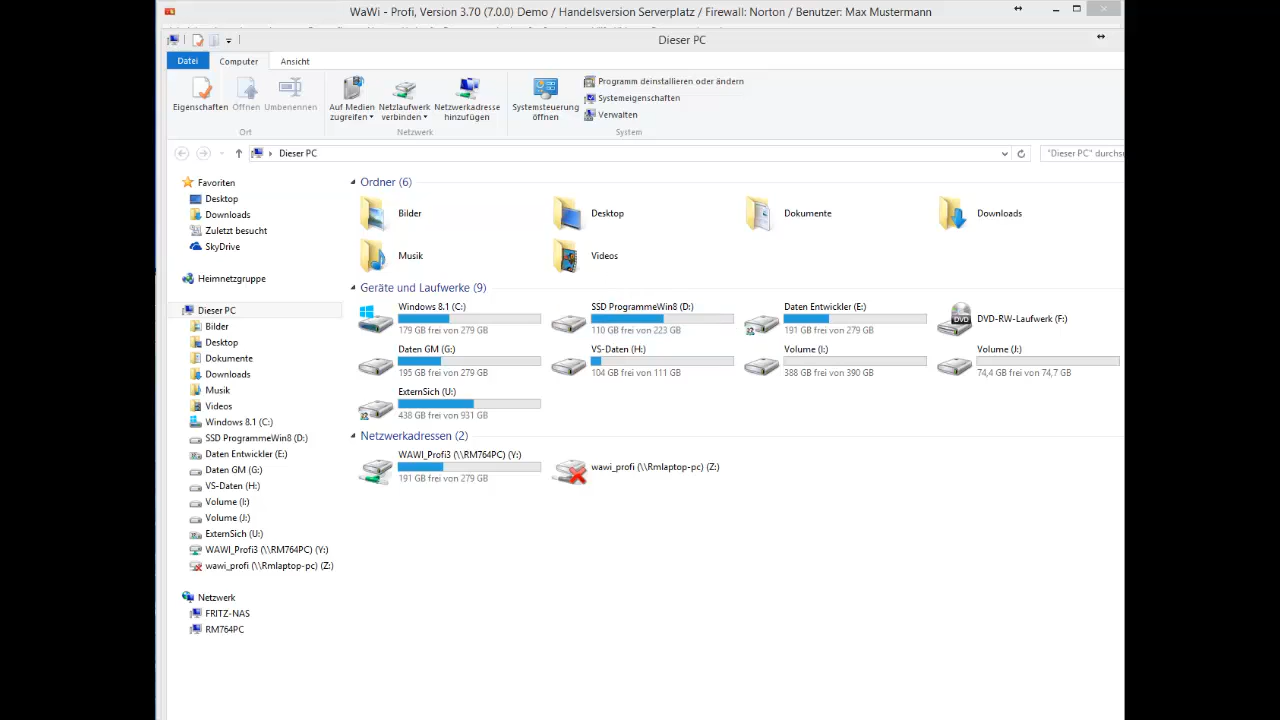 WaWi - Profi, Version 3.70 (7.0.0) Demo / Handelsversion Serverplatz / Firewall: Norton / Benutzer: Max Mustermann
Dieser PC
Datei Computer Ansicht
Eigenschaften Öffnen Umbenennen
Ort
Auf Medien zugreifen
Netzlaufwerk verbinden
Netzwerkadresse hinzufügen
Netzwerk
Systemsteuerung öffnen
Programm deinstallieren oder ändern
Systemeigenschaften
Verwalten
System
Dieser PC
"Dieser PC" durchsu
Favoriten
Desktop
Downloads
Zuletzt besucht
SkyDrive
Heimnetzgruppe
Dieser PC
Bilder
Desktop
Dokumente
Downloads
Musik
Videos
Windows 8.1 (C:)
SSD ProgrammeWin8 (D:)
Daten Entwickler (E:)
Daten GM (G:)
VS-Daten (H:)
Volume (I:)
Volume (J:)
ExternSich (U:)
WAWI_Profi3 (\\RM764PC) (Y:)
wawi_profi (\\Rmlaptop-pc) (Z:)
Netzwerk
FRITZ-NAS
RM764PC
Ordner (6)
Bilder
Desktop
Dokumente
Downloads
Musik
Videos
Geräte und Laufwerke (9)
Windows 8.1 (C:)
179 GB frei von 279 GB
SSD ProgrammeWin8 (D:)
110 GB frei von 223 GB
Daten Entwickler (E:)
191 GB frei von 279 GB
DVD
DVD-RW-Laufwerk (F:)
Daten GM (G:)
195 GB frei von 279 GB
VS-Daten (H:)
104 GB frei von 111 GB
Volume (I:)
388 GB frei von 390 GB
Volume (J:)
74,4 GB frei von 74,7 GB
ExternSich (U:)
438 GB frei von 931 GB
Netzwerkadressen (2)
WAWI_Profi3 (\\RM764PC) (Y:)
191 GB frei von 279 GB
wawi_profi (\\Rmlaptop-pc) (Z:)